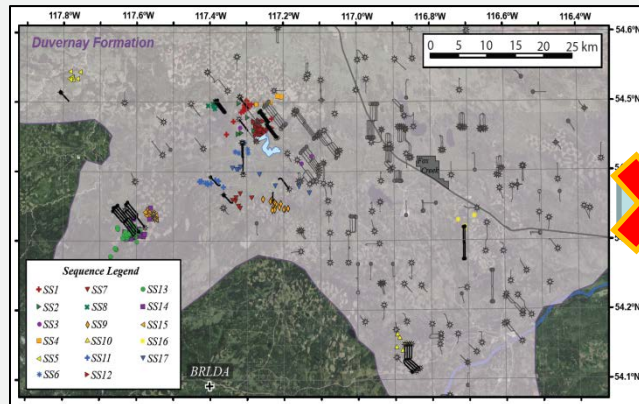 117.8° 117.6° 117.4° 117.2° 117.0° 116.8° 116.6° 116.4°
Duvernay Formation
0 5 10 15 20 25 km
54.6°N
54.5°N
Fox
Creek
Sequence Legend
SS1 SS7 SS13
SS2 SS8 SS14
SS3 SS9 SS15
SS4 SS10 SS16
SS5 SS11 SS17
SS6 SS12
BRLDA
54.2°N
54.1°N